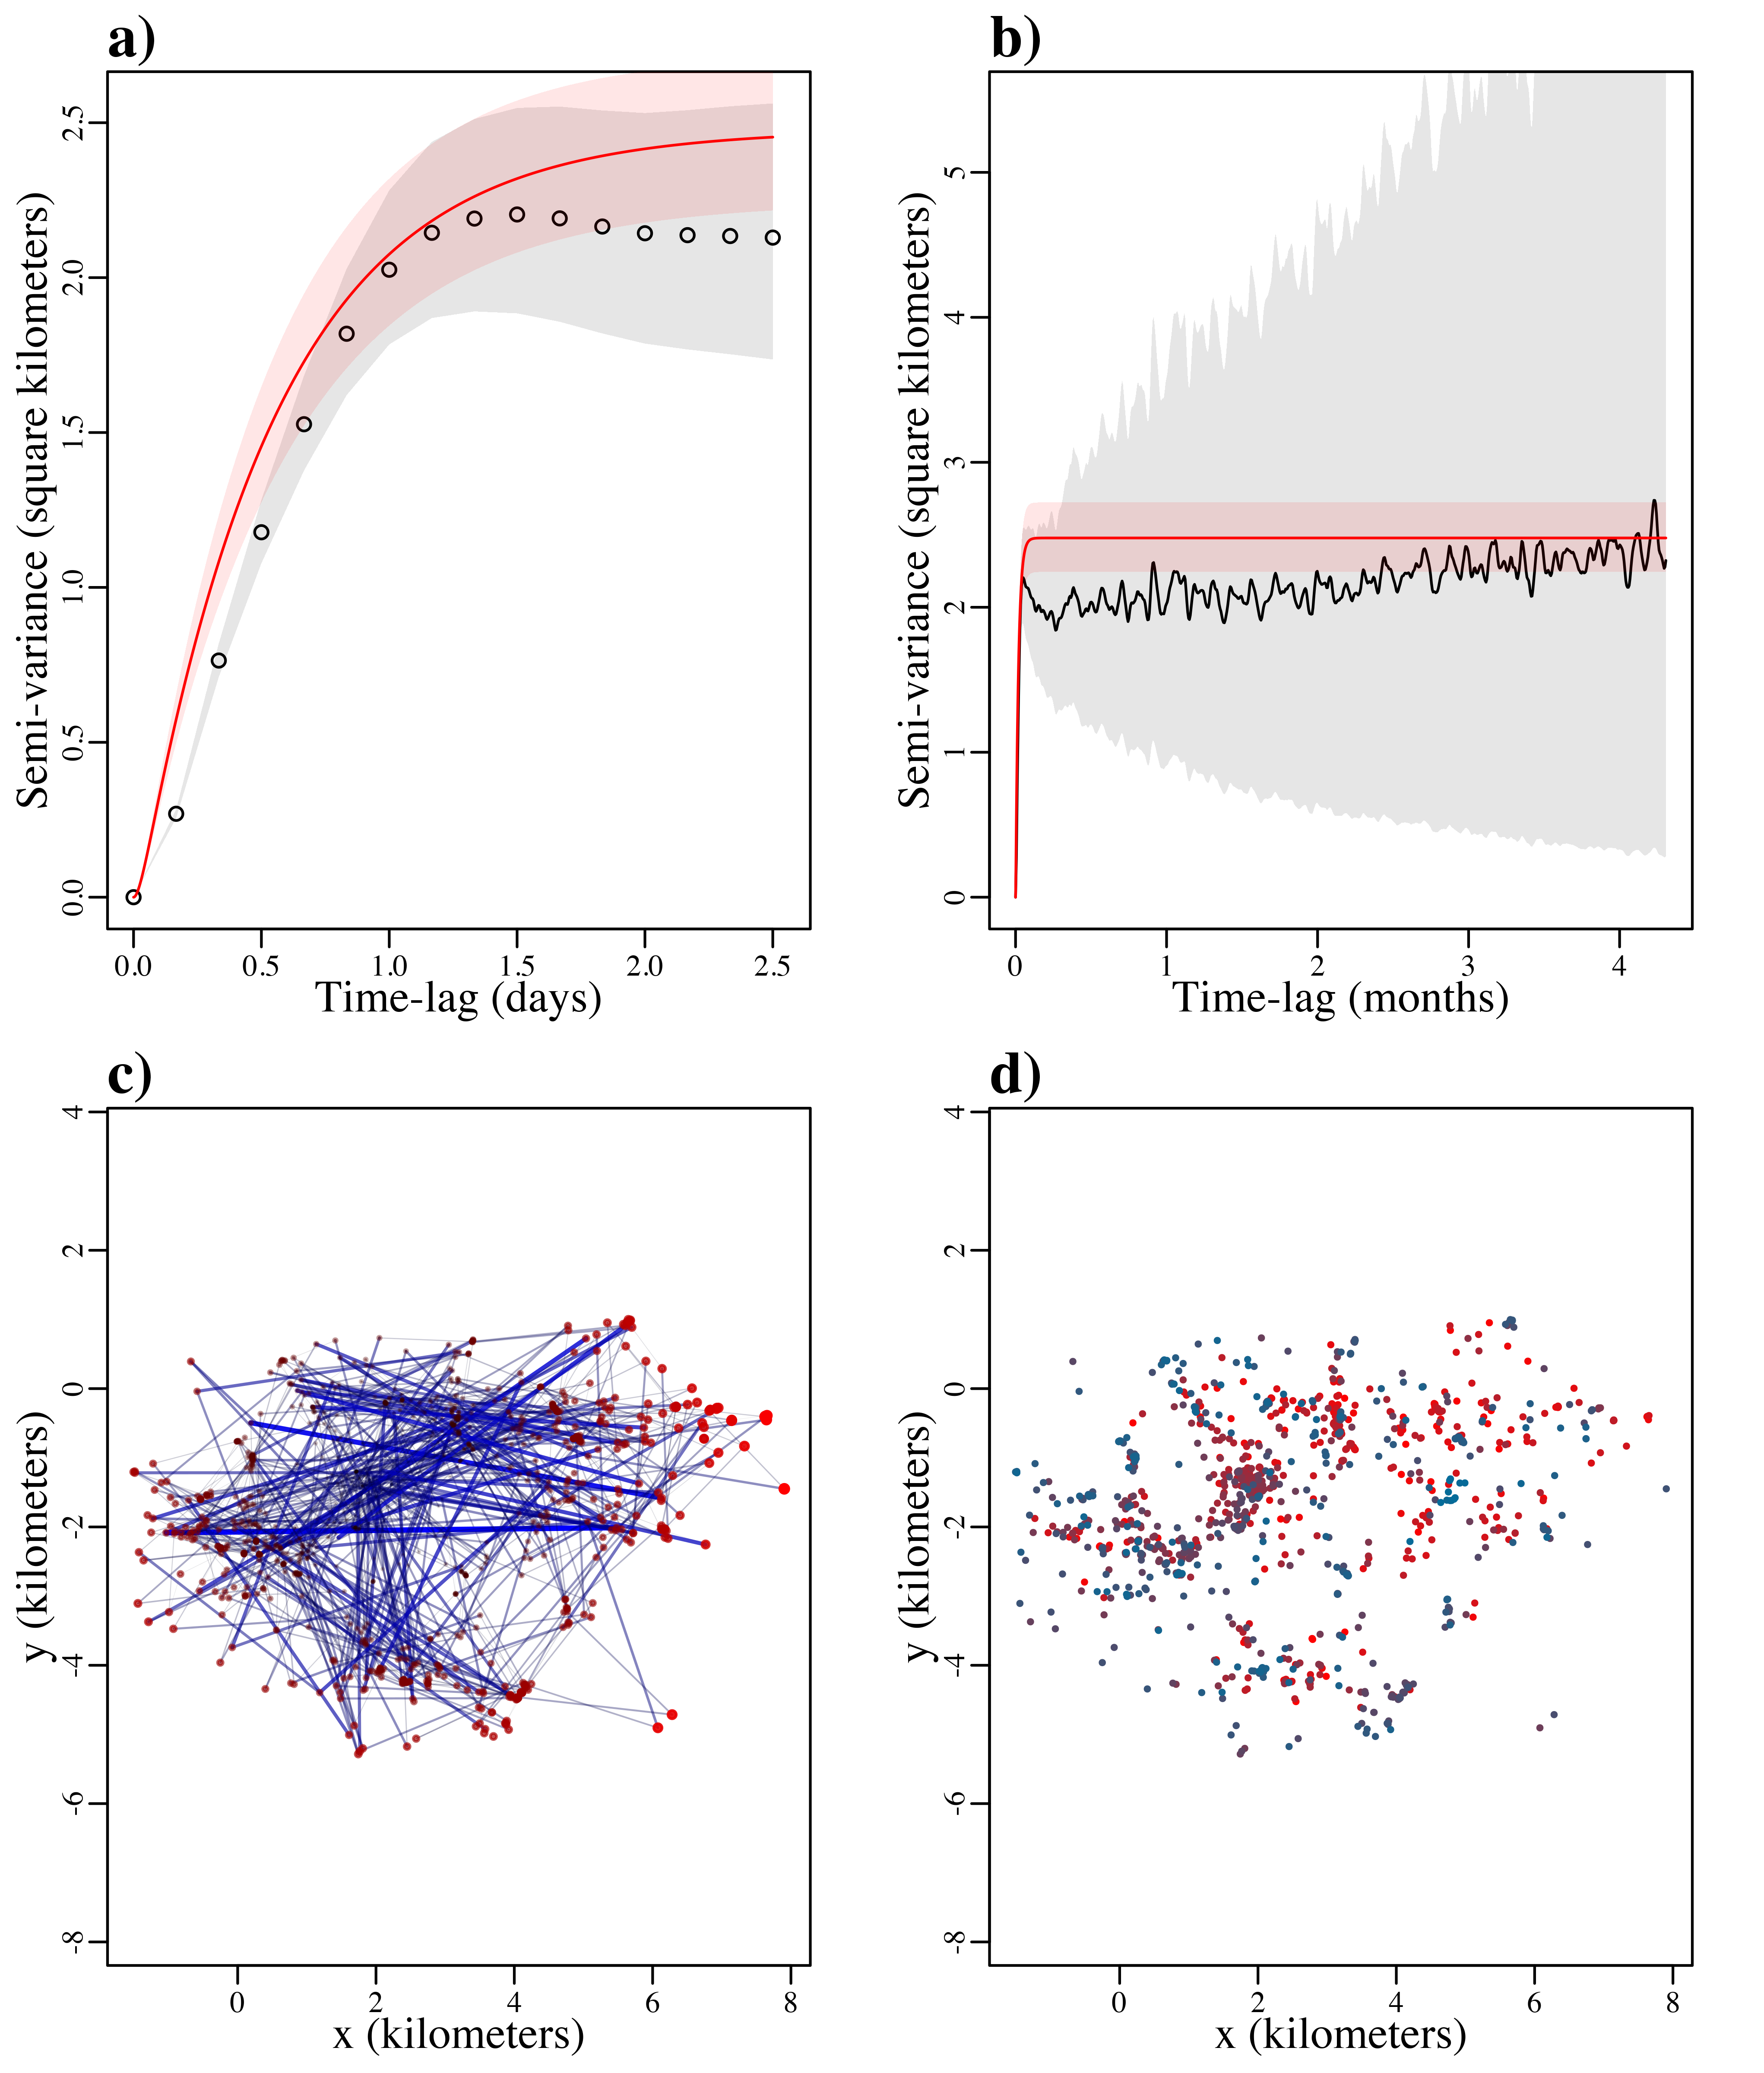 a)
Semi-variance (square kilometers)
0.0 0.5 1.0 1.5 2.0 2.5
0.0 0.5 1.0 1.5 2.0 2.5
Time-lag (days)
b)
Semi-variance (square kilometers)
0 1 2 3 4 5
0 1 2 3 4
Time-lag (months)
c)
y (kilometers)
-8 -6 -4 -2 0 2 4
0 2 4 6 8
x (kilometers)
d)
y (kilometers)
-8 -6 -4 -2 0 2 4
0 2 4 6 8
x (kilometers)